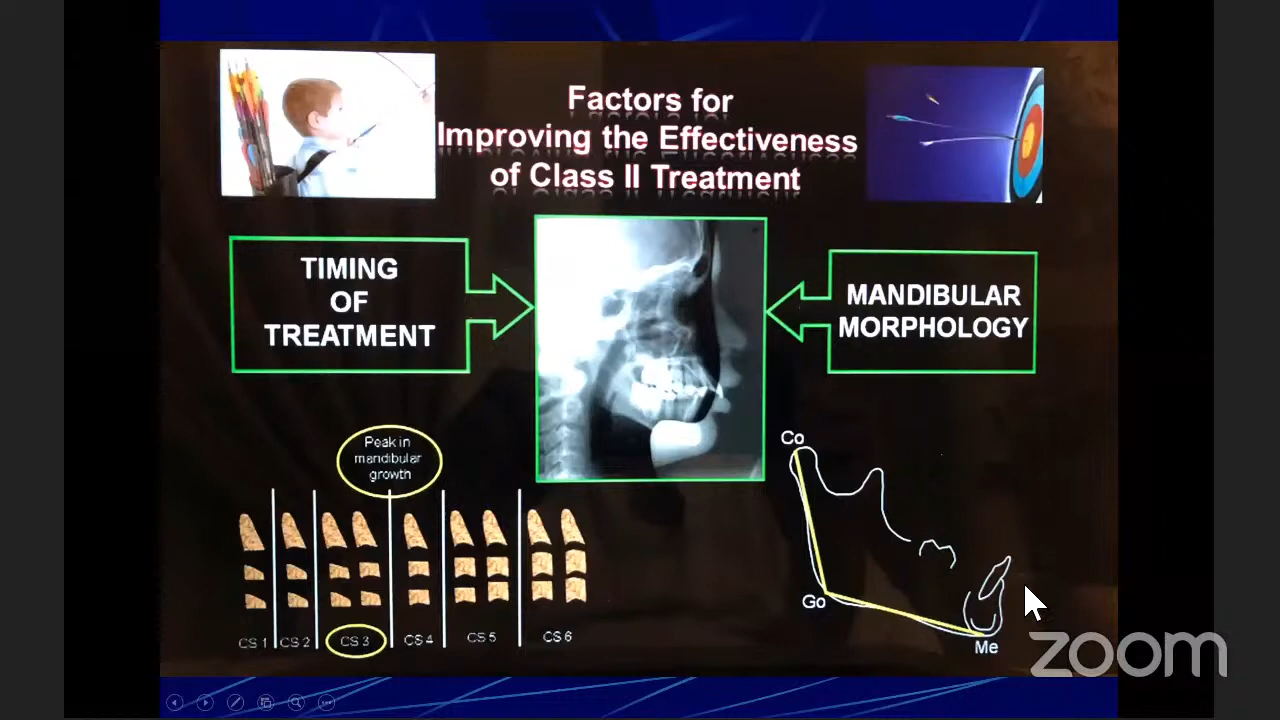 Factors for
Improving the Effectiveness
of Class II Treatment
TIMING
OF
TREATMENT
MANDIBULAR
MORPHOLOGY
Peak in
mandibular
growth
CS 1
CS 2
CS 3
CS 4
CS 5
CS 6
Co
Go
Me
zoom